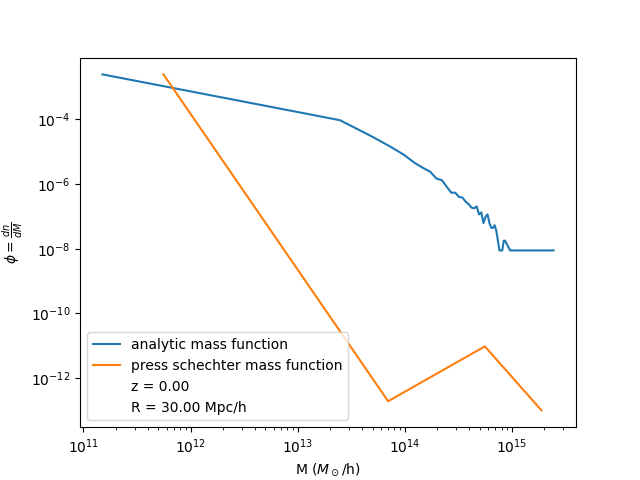 10⁻⁴
10⁻⁶
10⁻⁸
10⁻¹⁰
10⁻¹²
ϕ = dn/dM
analytic mass function
press schechter mass function
z = 0.00
R = 30.00 Mpc/h
10¹¹ 10¹² 10¹³ 10¹⁴ 10¹⁵
M (M⊙/h)